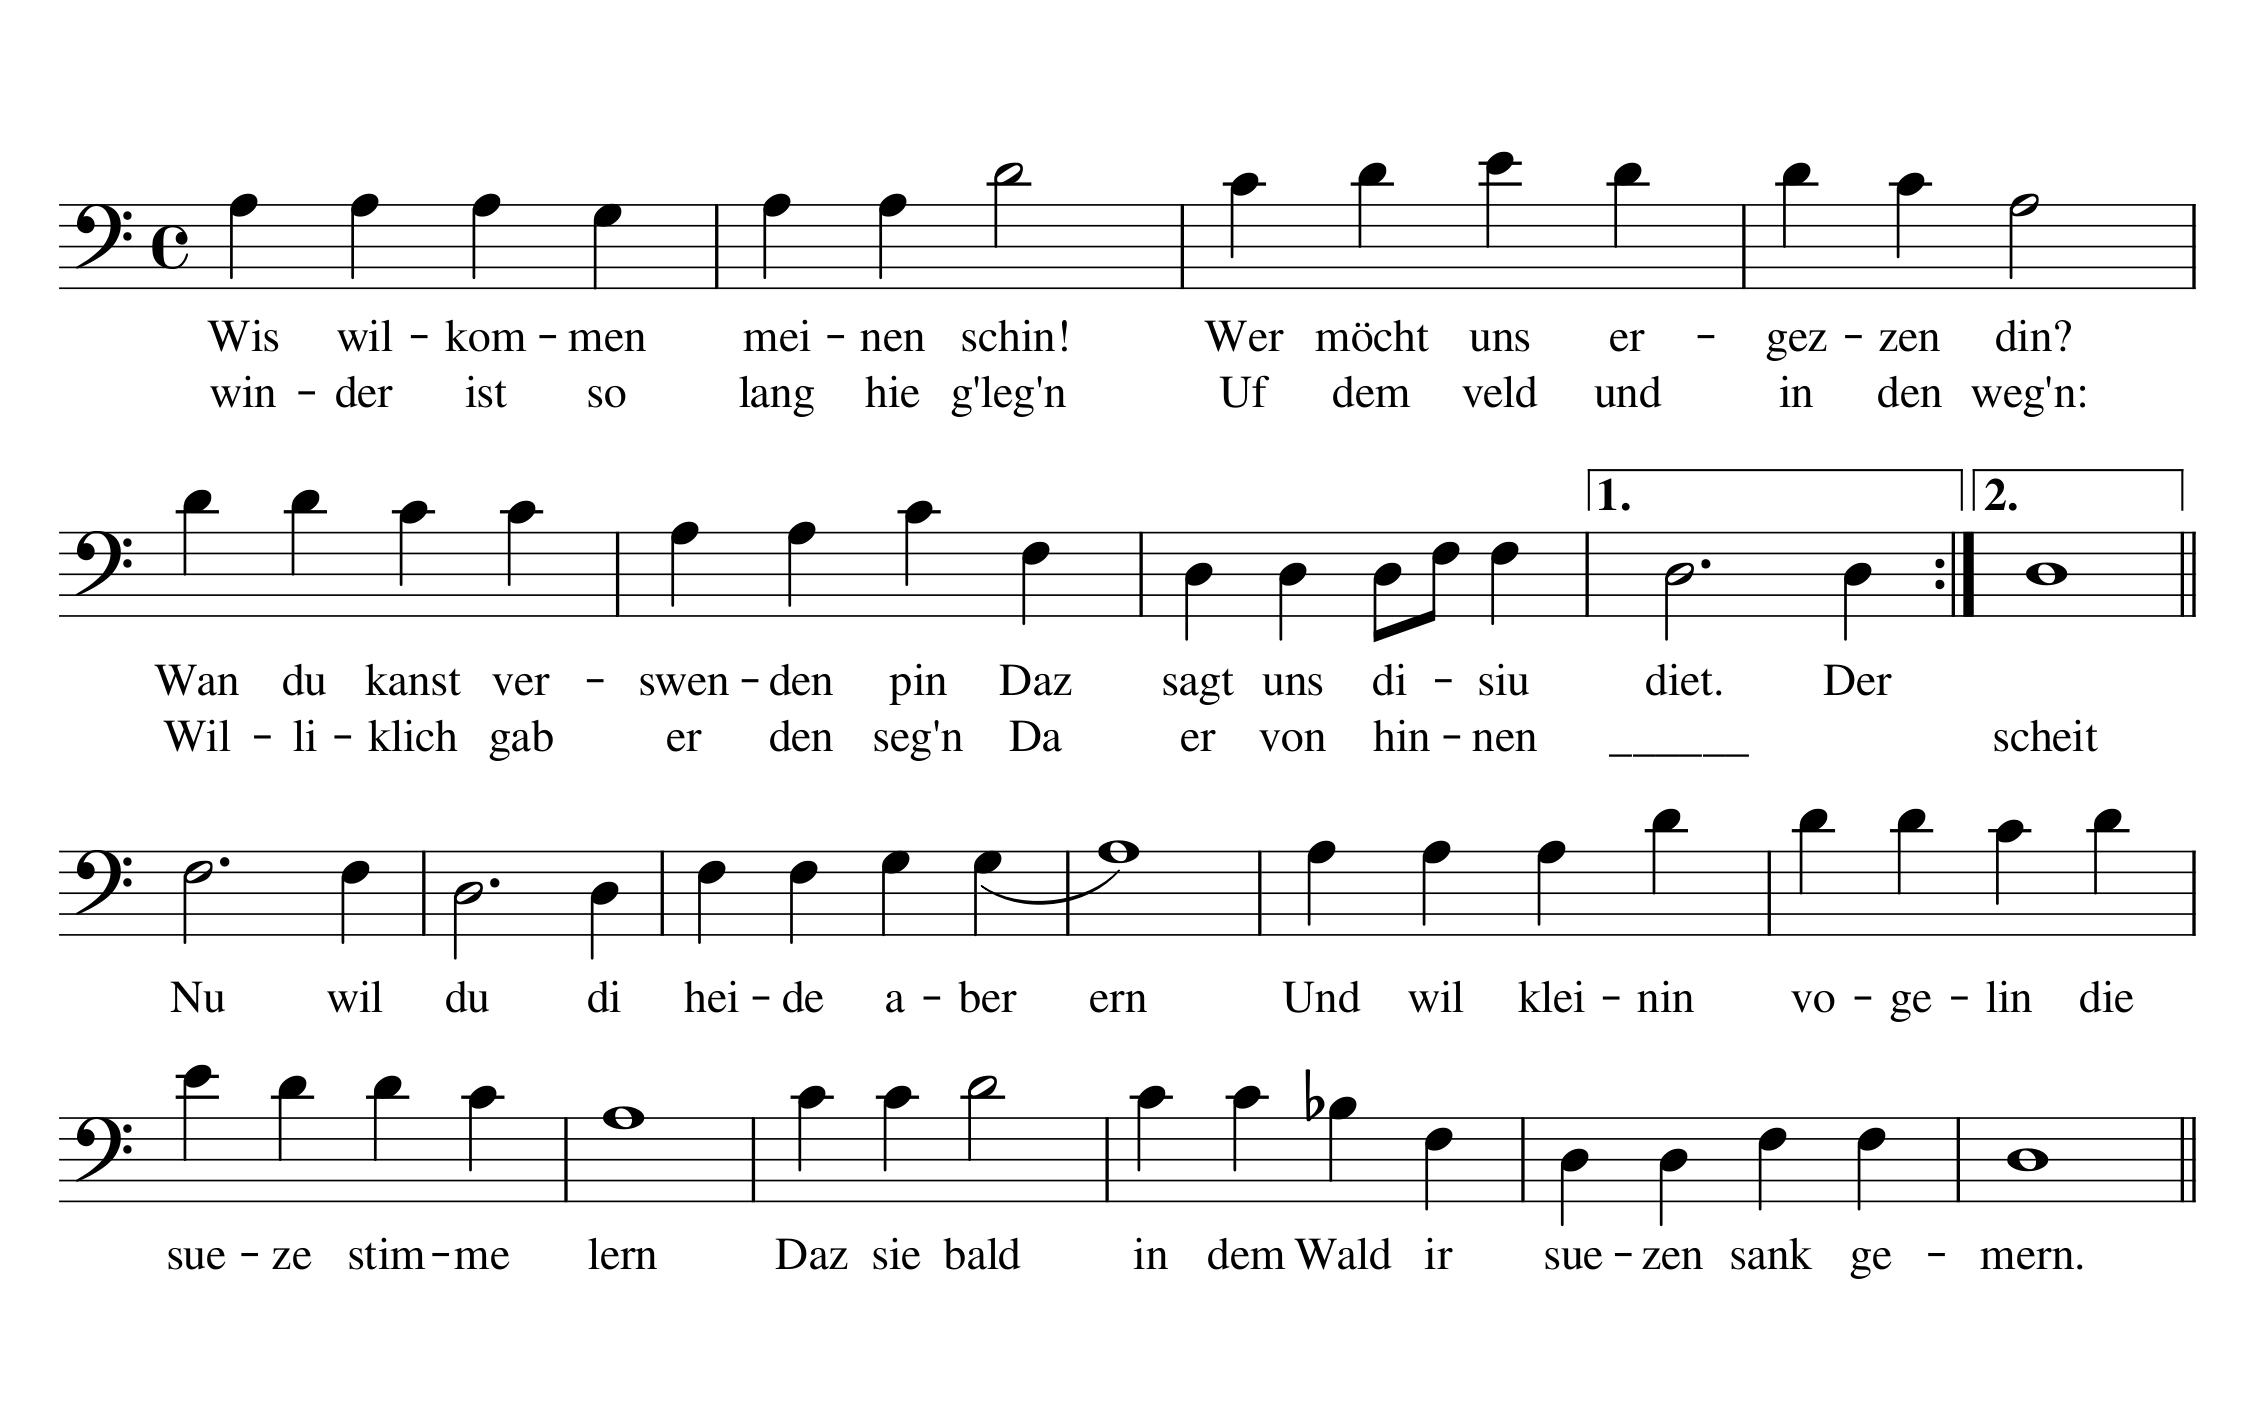 Wis wil - kom - men mei - nen schin! Wer möcht uns er - gez - zen din?
win - der ist so lang hie g'leg'n Uf dem veld und in den weg'n:
1. 2.
Wan du kanst ver - swen - den pin Daz sagt uns di - siu diet. Der
Wil - li - klich gab er den seg'n Da er von hin - nen ______ scheit
Nu wil du di hei - de a - ber ern Und wil klei - nin vo - ge - lin die
sue - ze stim - me lern Daz sie bald in dem Wald ir sue - zen sank ge - mern.